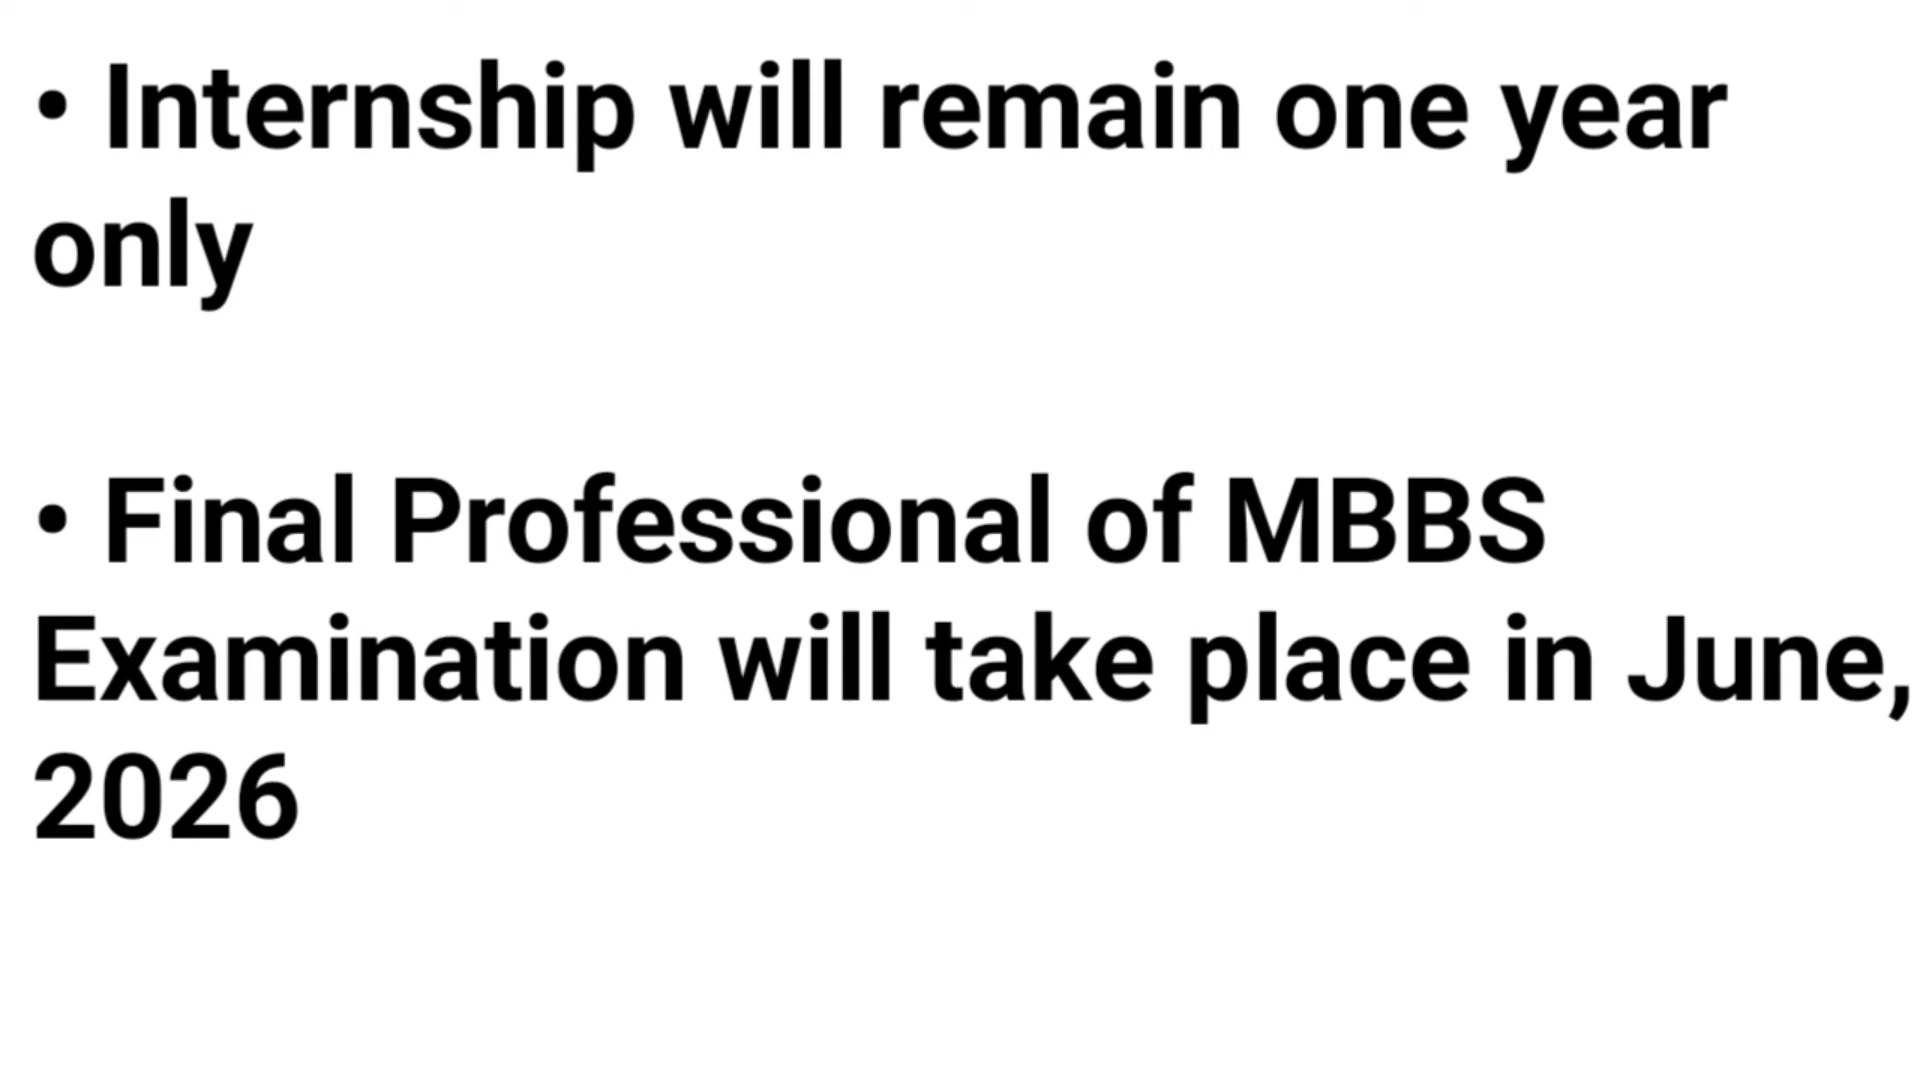 • Internship will remain one year
only
• Final Professional of MBBS
Examination will take place in June,
2026